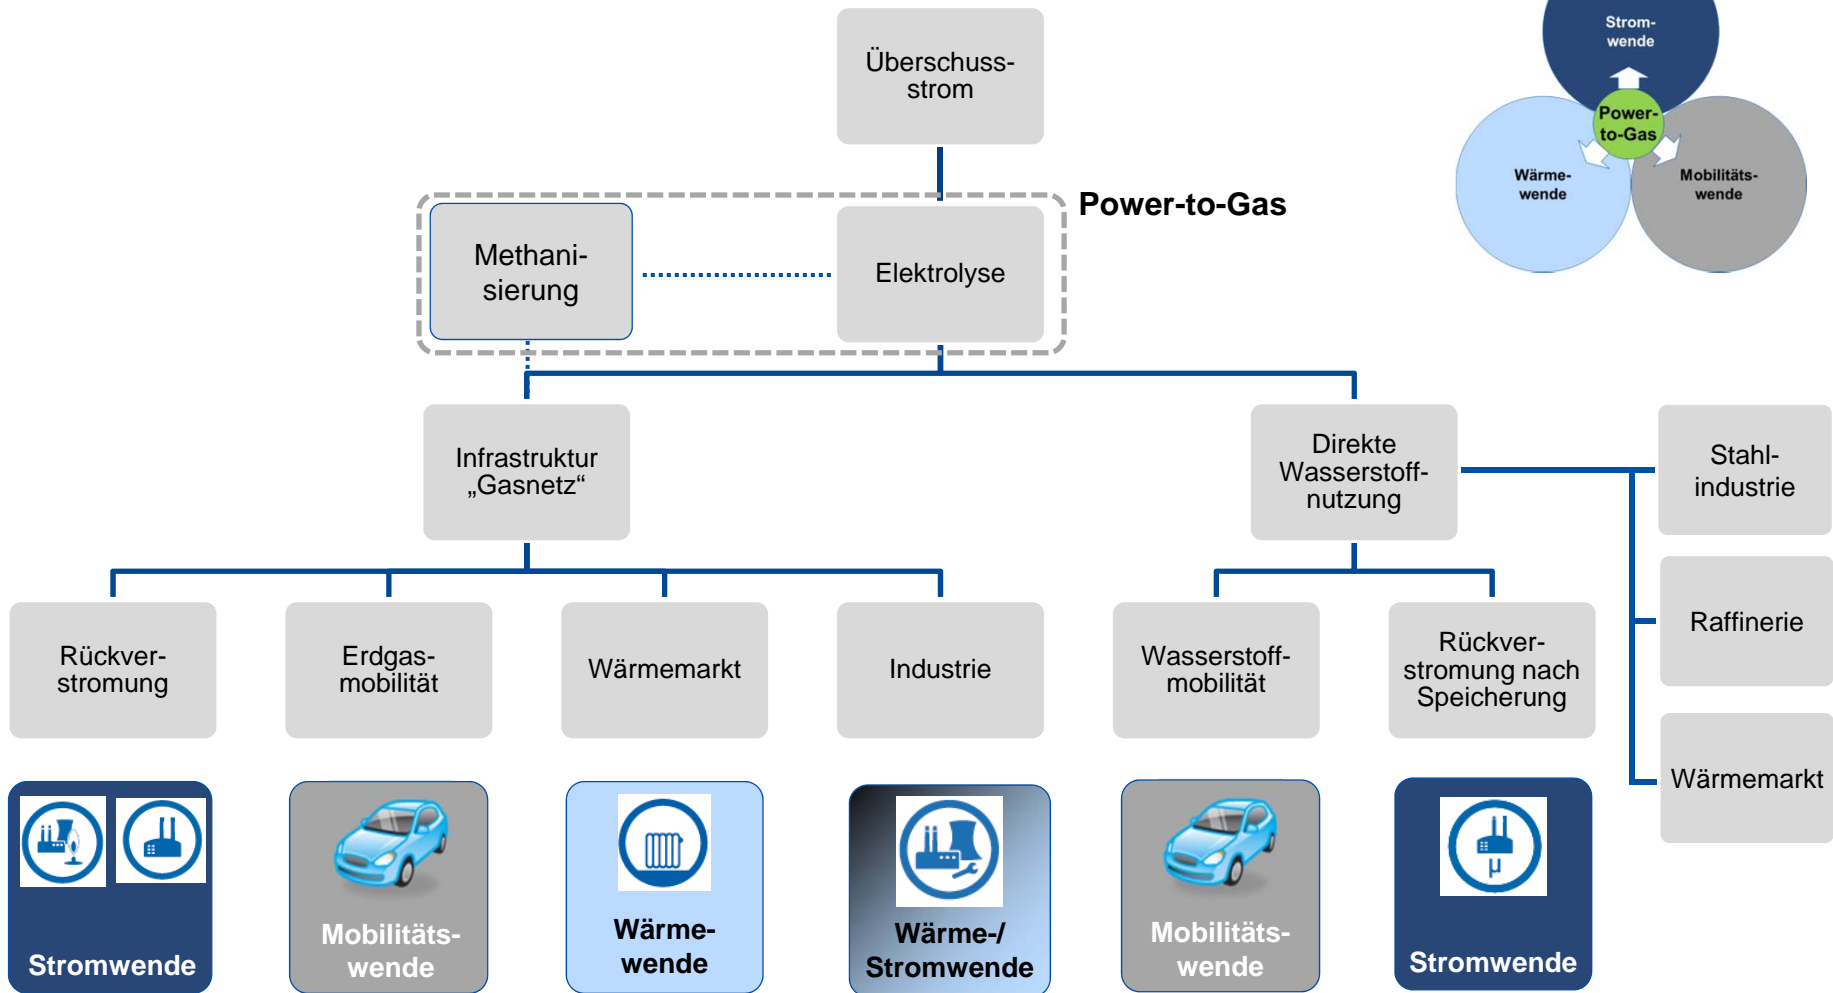 Überschuss-
strom
Strom-
wende
Power-
to-Gas
Wärme-
wende
Mobilitäts-
wende
Power-to-Gas
Methani-
sierung
Elektrolyse
Infrastruktur
„Gasnetz“
Direkte
Wasserstoff-
nutzung
Stahl-
industrie
Raffinerie
Wärmemarkt
Rückver-
stromung
Erdgas-
mobilität
Wärmemarkt
Industrie
Wasserstoff-
mobilität
Rückver-
stromung nach
Speicherung
Stromwende
Mobilitäts-
wende
Wärme-
wende
Wärme-/
Stromwende
Mobilitäts-
wende
μ
Stromwende